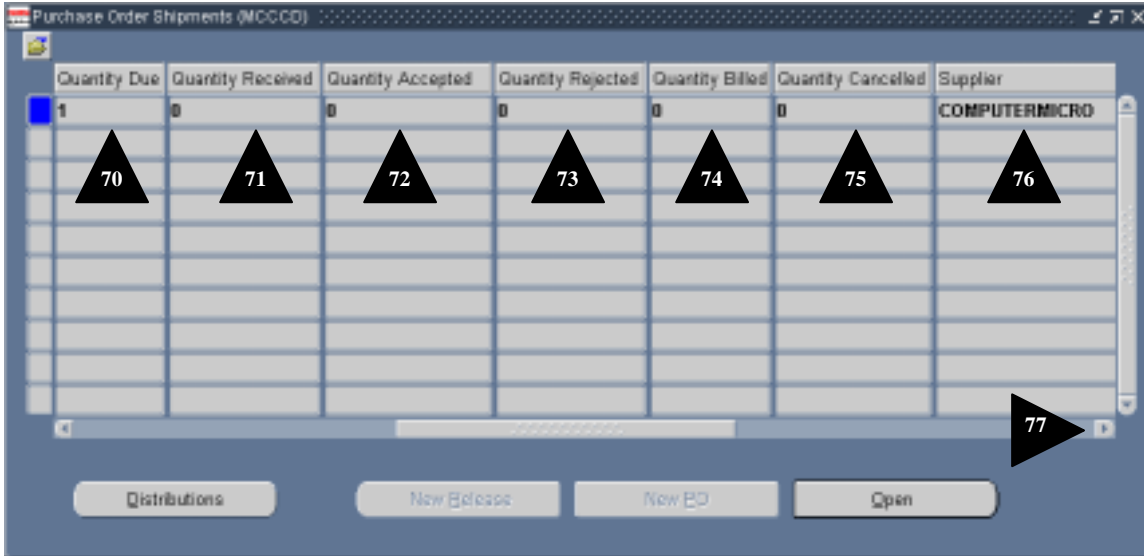 Purchase Order Shipments (MCCCD)
Quantity Due Quantity Received Quantity Accepted Quantity Rejected Quantity Billed Quantity Cancelled Supplier
1 0 0 0 0 0 COMPUTERMICRO
70 71 72 73 74 75 76
77
Distributions New Release New PO Open